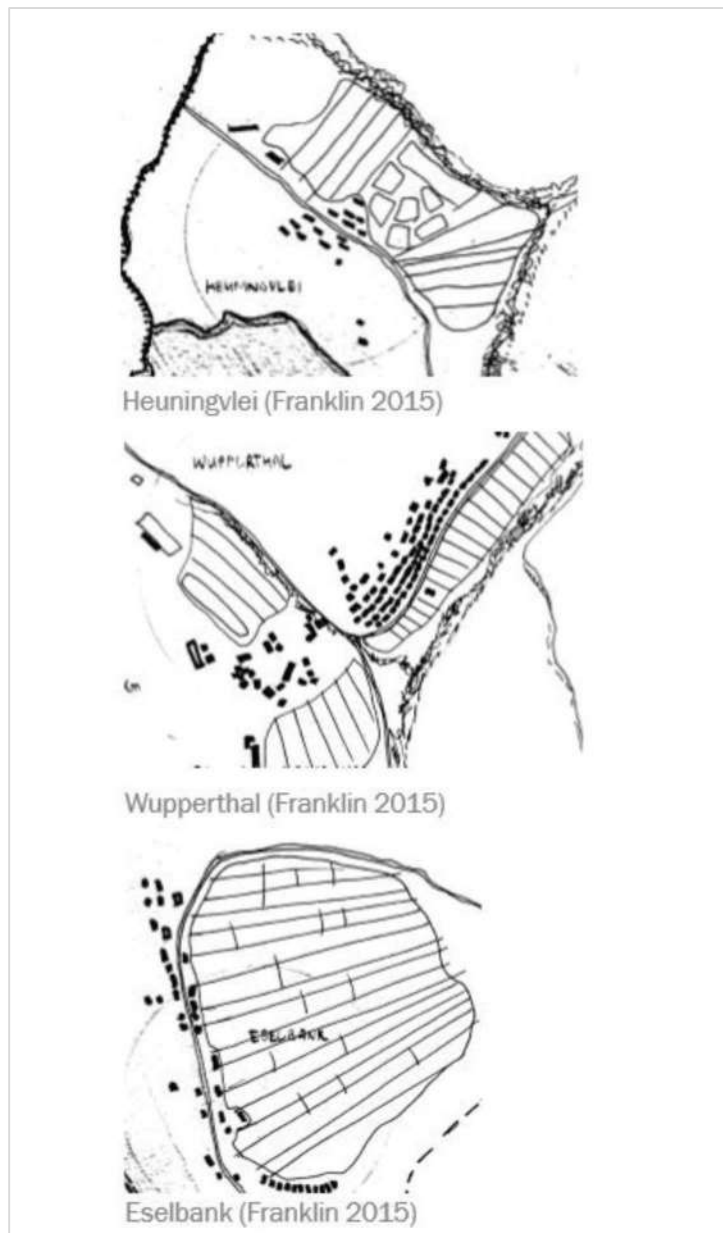 HEUNINGVLEI
Heuningvlei (Franklin 2015)
WUPPERTHAL
Wupperthal (Franklin 2015)
ESELBANK
Eselbank (Franklin 2015)